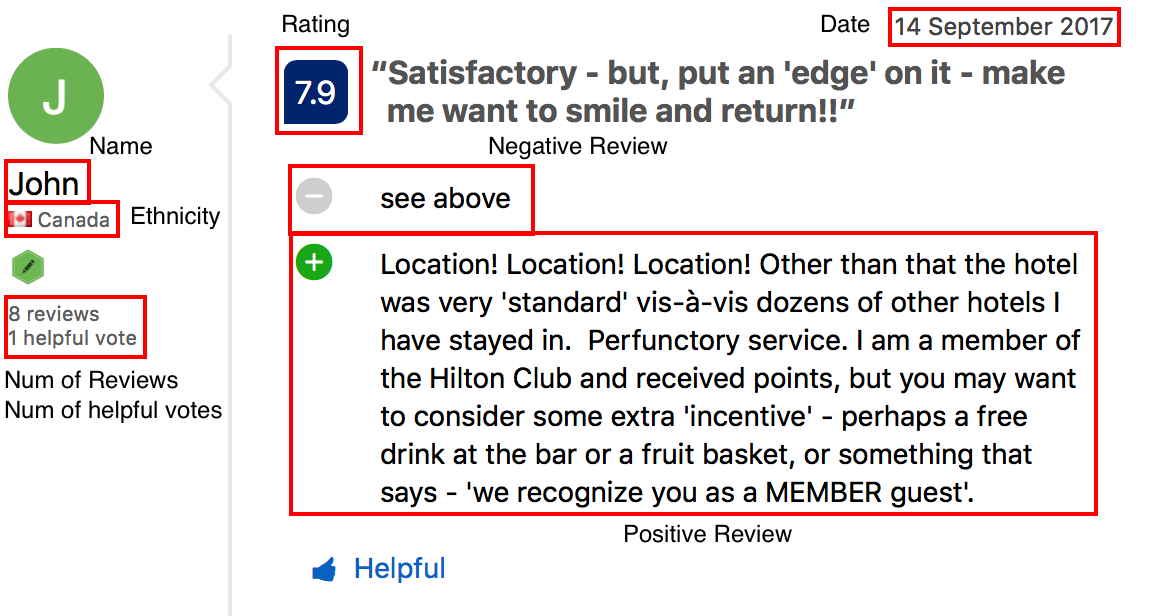 Rating
Date
14 September 2017
J
7.9
“Satisfactory - but, put an 'edge' on it - make
me want to smile and return!!”
Name
Negative Review
John
see above
Canada
Ethnicity
Location! Location! Location! Other than that the hotel
was very 'standard' vis-à-vis dozens of other hotels I
have stayed in.  Perfunctory service. I am a member of
the Hilton Club and received points, but you may want
to consider some extra 'incentive' - perhaps a free
drink at the bar or a fruit basket, or something that
says - 'we recognize you as a MEMBER guest'.
8 reviews
1 helpful vote
Num of Reviews
Num of helpful votes
Positive Review
Helpful